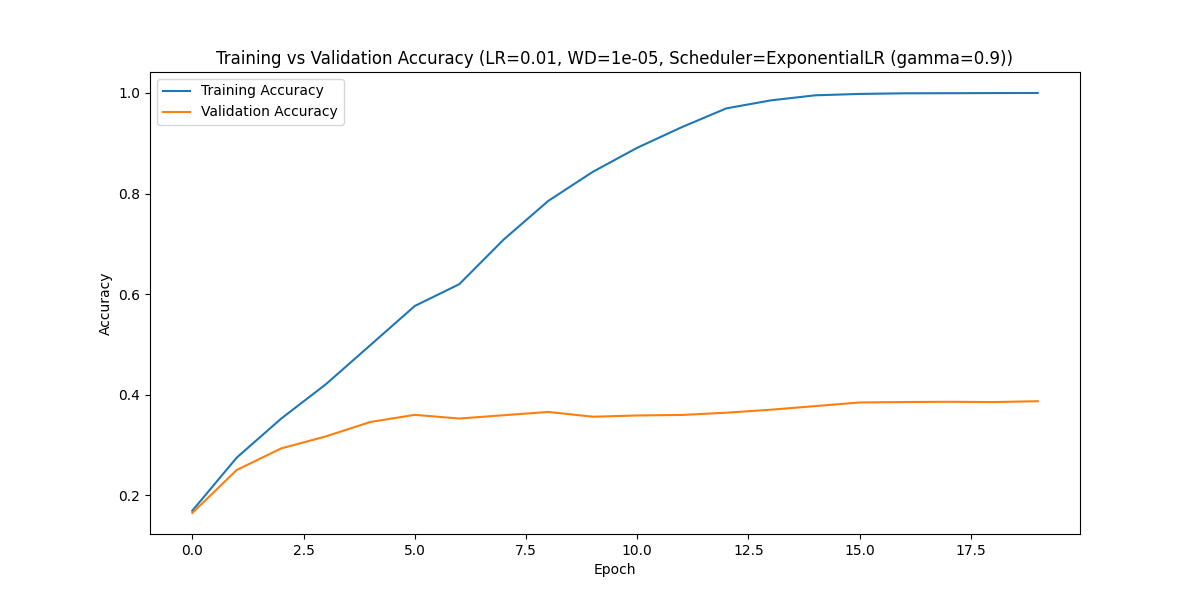 Training vs Validation Accuracy (LR=0.01, WD=1e-05, Scheduler=ExponentialLR (gamma=0.9))
Training Accuracy
Validation Accuracy
1.0
0.8
0.6
0.4
0.2
Accuracy
0.0 2.5 5.0 7.5 10.0 12.5 15.0 17.5
Epoch